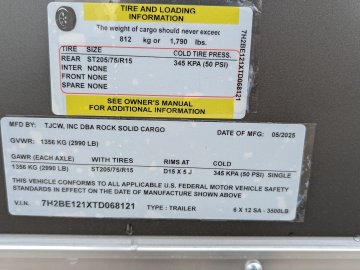 TIRE AND LOADING
INFORMATION
The weight of cargo should never exceed
812 kg or 1,790 lbs.
TIRE SIZE COLD TIRE PRESS.
REAR ST205/75/R15 345 KPA (50 PSI)
INTER NONE
FRONT NONE
SPARE NONE
7H2BE121XTD068121
SEE OWNER'S MANUAL
FOR ADDITIONAL INFORMATION
MFD BY: TJCW, INC DBA ROCK SOLID CARGO DATE OF MFG: 05/2025
GVWR: 1356 KG (2990 LB)
GAWR (EACH AXLE) WITH TIRES RIMS AT COLD
1356 KG (2990 LB) ST205/75/R15 D15 X 5 J 345 KPA (50 PSI) SINGLE
THIS VEHICLE CONFORMS TO ALL APPLICABLE U.S. FEDERAL MOTOR VEHICLE SAFETY
STANDARDS IN EFFECT ON THE DATE OF MANUFACTURE SHOWN ABOVE
V.I.N. 7H2BE121XTD068121 TYPE : TRAILER 6 X 12 SA - 3500LB